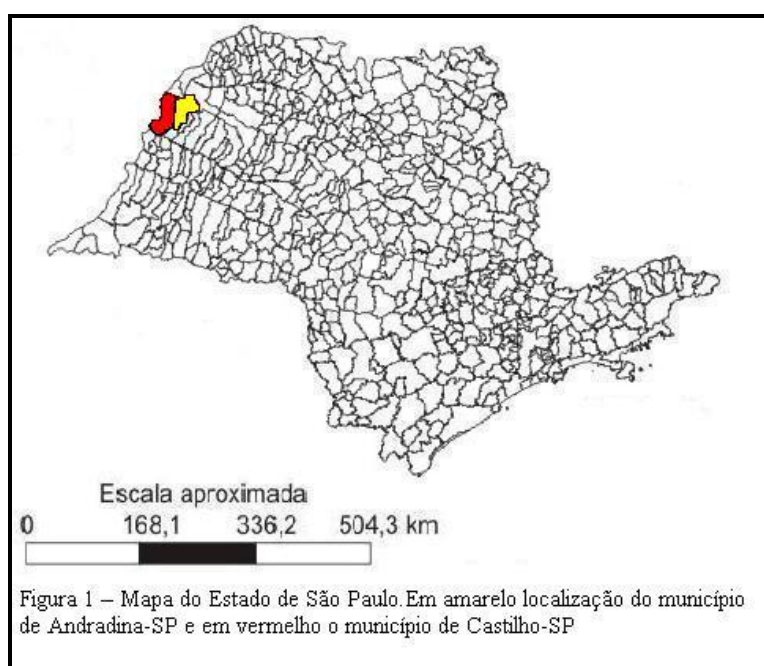 Escala aproximada
0 168,1 336,2 504,3 km
Figura 1 – Mapa do Estado de São Paulo.Em amarelo localização do município
de Andradina-SP e em vermelho o município de Castilho-SP